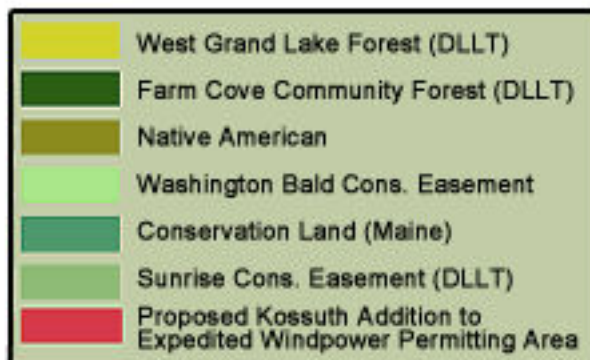 West Grand Lake Forest (DLLT)
Farm Cove Community Forest (DLLT)
Native American
Washington Bald Cons. Easement
Conservation Land (Maine)
Sunrise Cons. Easement (DLLT)
Proposed Kossuth Addition to
Expedited Windpower Permitting Area